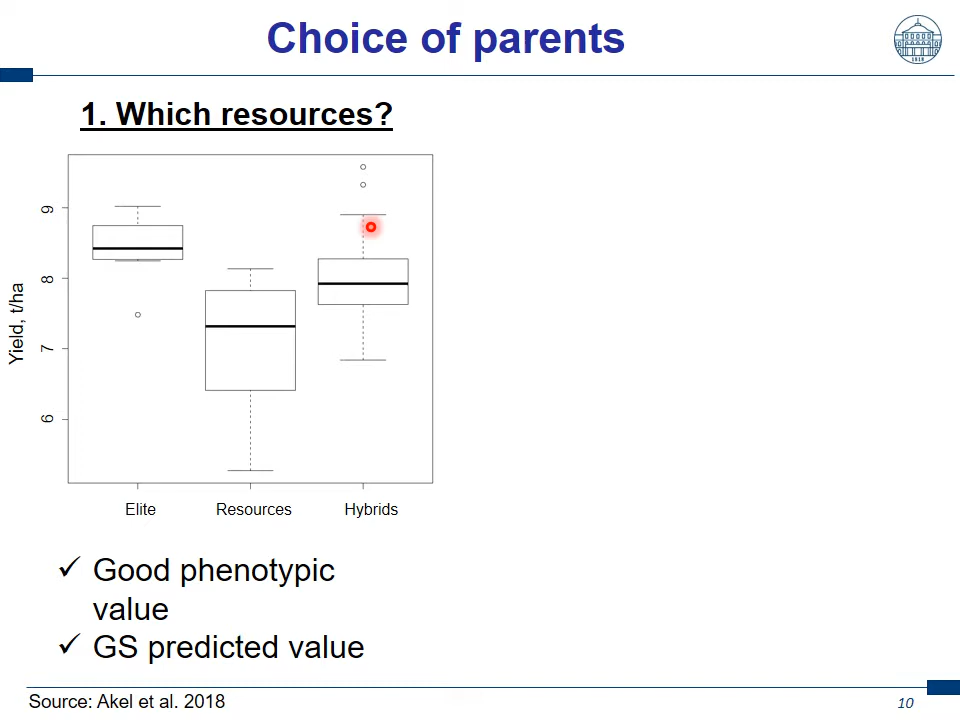 Choice of parents
1819
1. Which resources?
9
8
7
6
Yield, t/ha
Elite
Resources
Hybrids
✓ Good phenotypic
value
✓ GS predicted value
Source: Akel et al. 2018
10